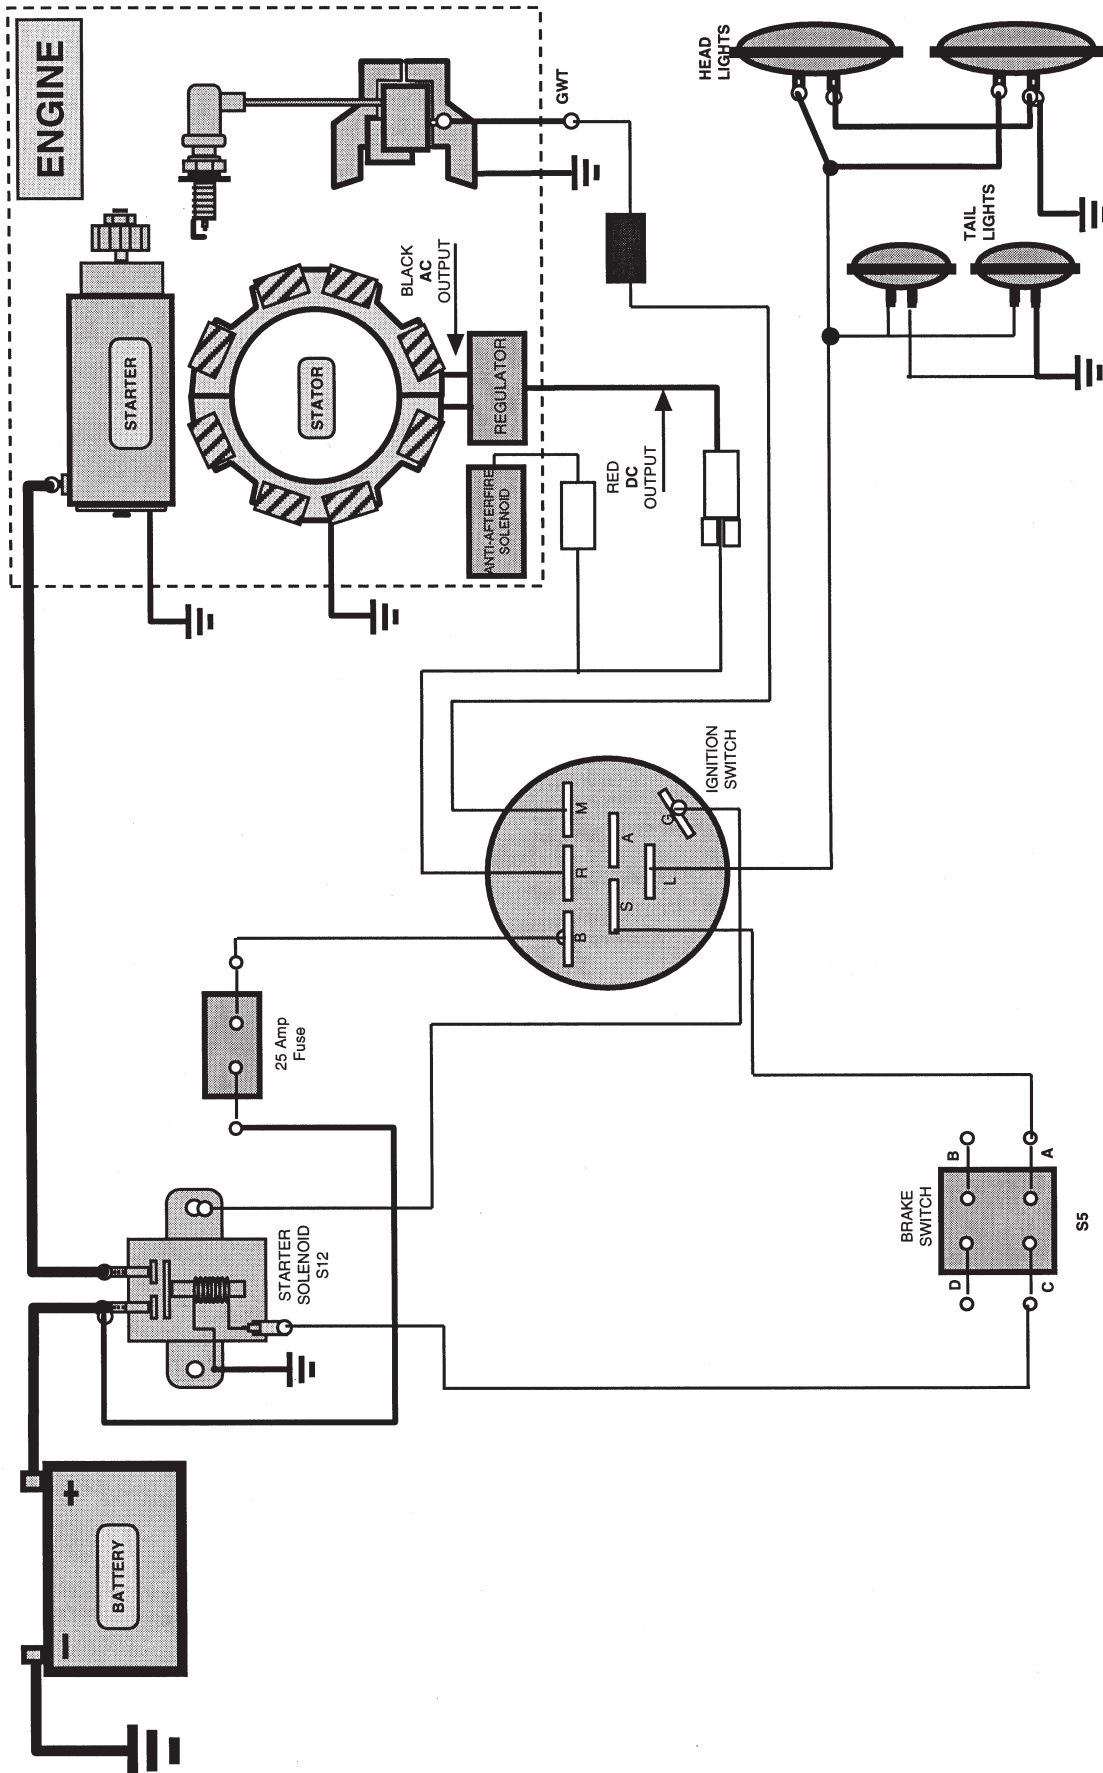 ENGINE
STARTER
STATOR
BLACK
AC
OUTPUT
REGULATOR
ANTI-AFTERFIRE
SOLENOID
RED
DC
OUTPUT
GWT
HEAD
LIGHTS
TAIL
LIGHTS
IGNITION
SWITCH
M
R
B
A
S
L
G
25 Amp
Fuse
STARTER
SOLENOID
S12
BRAKE
SWITCH
B
A
D
C
S5
BATTERY
+
–